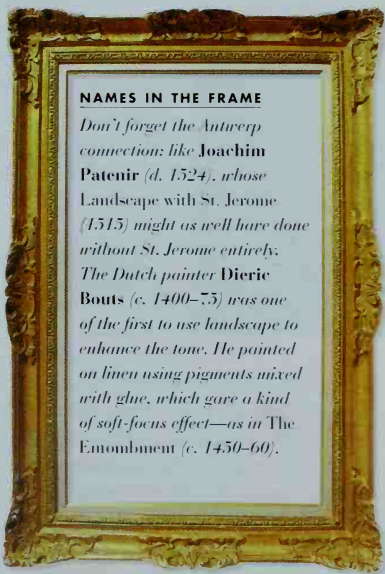 NAMES IN THE FRAME
Don't forget the Antwerp
connection: like Joachim
Patenir (d. 1524), whose
Landscape with St. Jerome
(1515) might as well have done
without St. Jerome entirely.
The Dutch painter Dieric
Bouts (c. 1400–75) was one
of the first to use landscape to
enhance the tone. He painted
on linen using pigments mixed
with glue, which gave a kind
of soft-focus effect—as in The
Entombment (c. 1450–60).